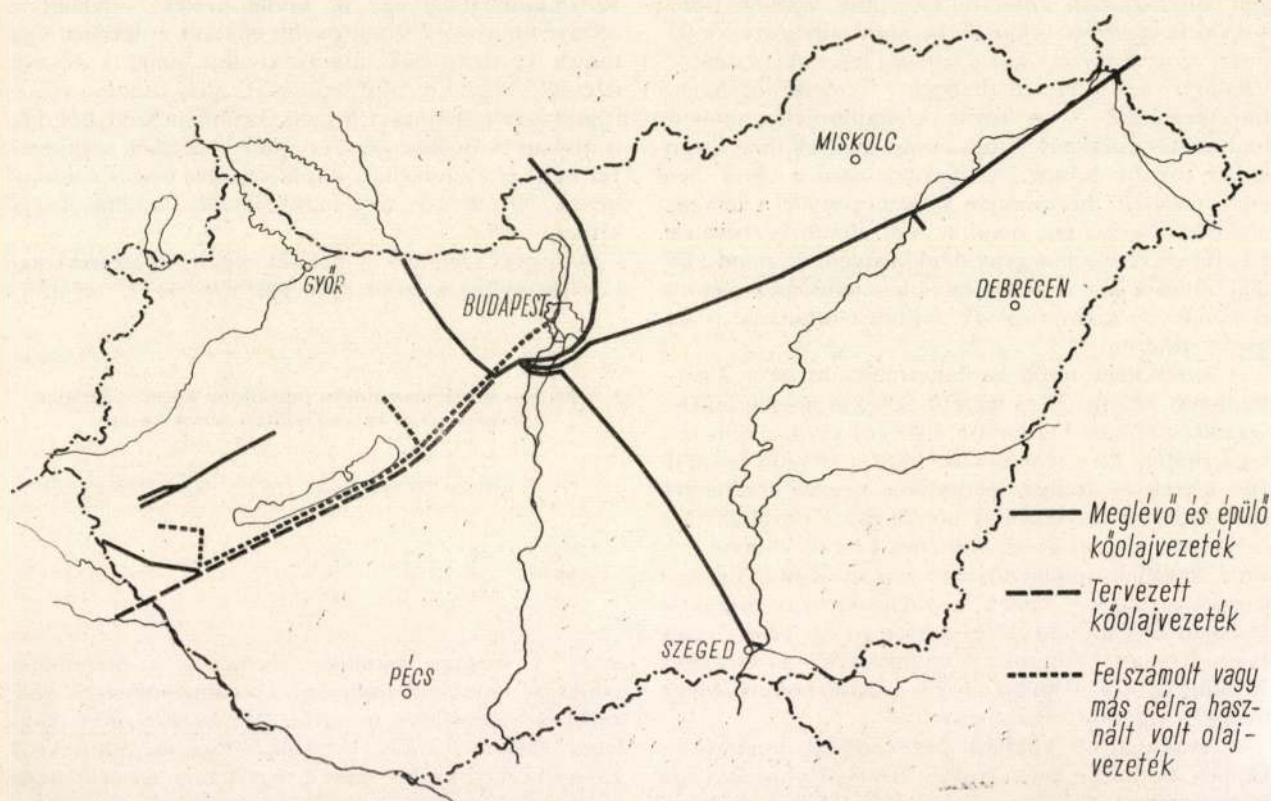 MISKOLC
GYŐR
BUDAPEST
DEBRECEN
SZEGED
PÉCS
Meglévő és épülő
kőolajvezeték
Tervezett
kőolajvezeték
Felszámolt vagy
más célra hasz-
nált volt olaj-
vezeték